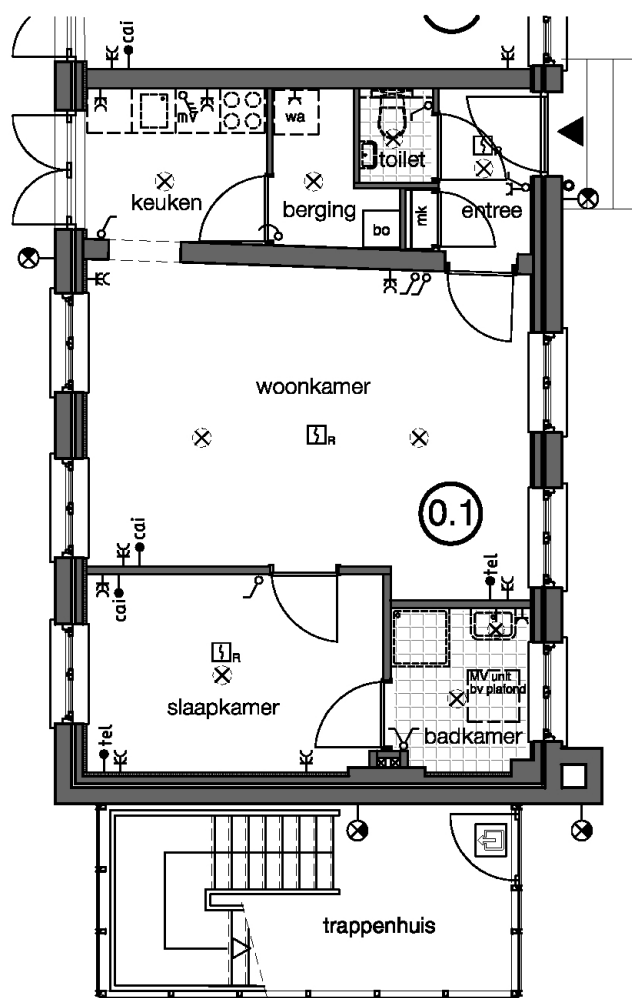 cai
mv
wa
toilet
keuken
berging
bo
mk
entree
R
woonkamer
R
0.1
cai
tel
cai
R
slaapkamer
MV unit
bv plafond
badkamer
tel
trappenhuis